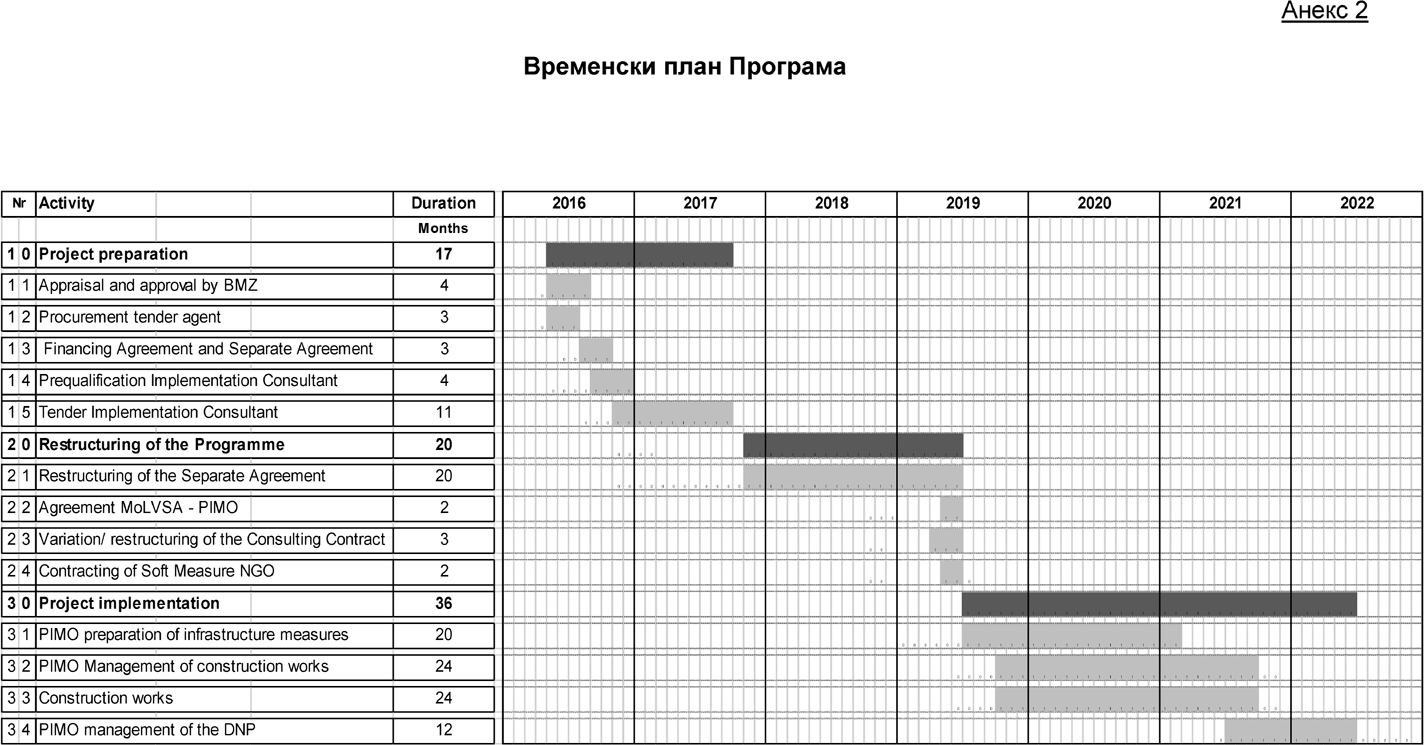 Анекс 2
Временски план Програма
Nr Activity Duration 2016 2017 2018 2019 2020 2021 2022
Months
1 0 Project preparation 17
1 1 Appraisal and approval by BMZ 4
1 2 Procurement tender agent 3
1 3 Financing Agreement and Separate Agreement 3
1 4 Prequalification Implementation Consultant 4
1 5 Tender Implementation Consultant 11
2 0 Restructuring of the Programme 20
2 1 Restructuring of the Separate Agreement 20
2 2 Agreement MoLVSA - PIMO 2
2 3 Variation/ restructuring of the Consulting Contract 3
2 4 Contracting of Soft Measure NGO 2
3 0 Project implementation 36
3 1 PIMO preparation of infrastructure measures 20
3 2 PIMO Management of construction works 24
3 3 Construction works 24
3 4 PIMO management of the DNP 12